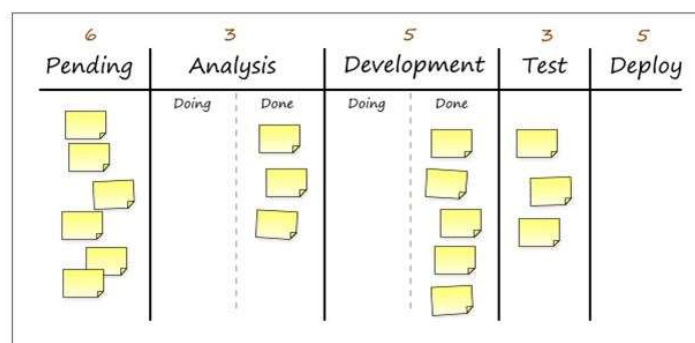 6 3 5 3 5
Pending Analysis Development Test Deploy
Doing Done Doing Done